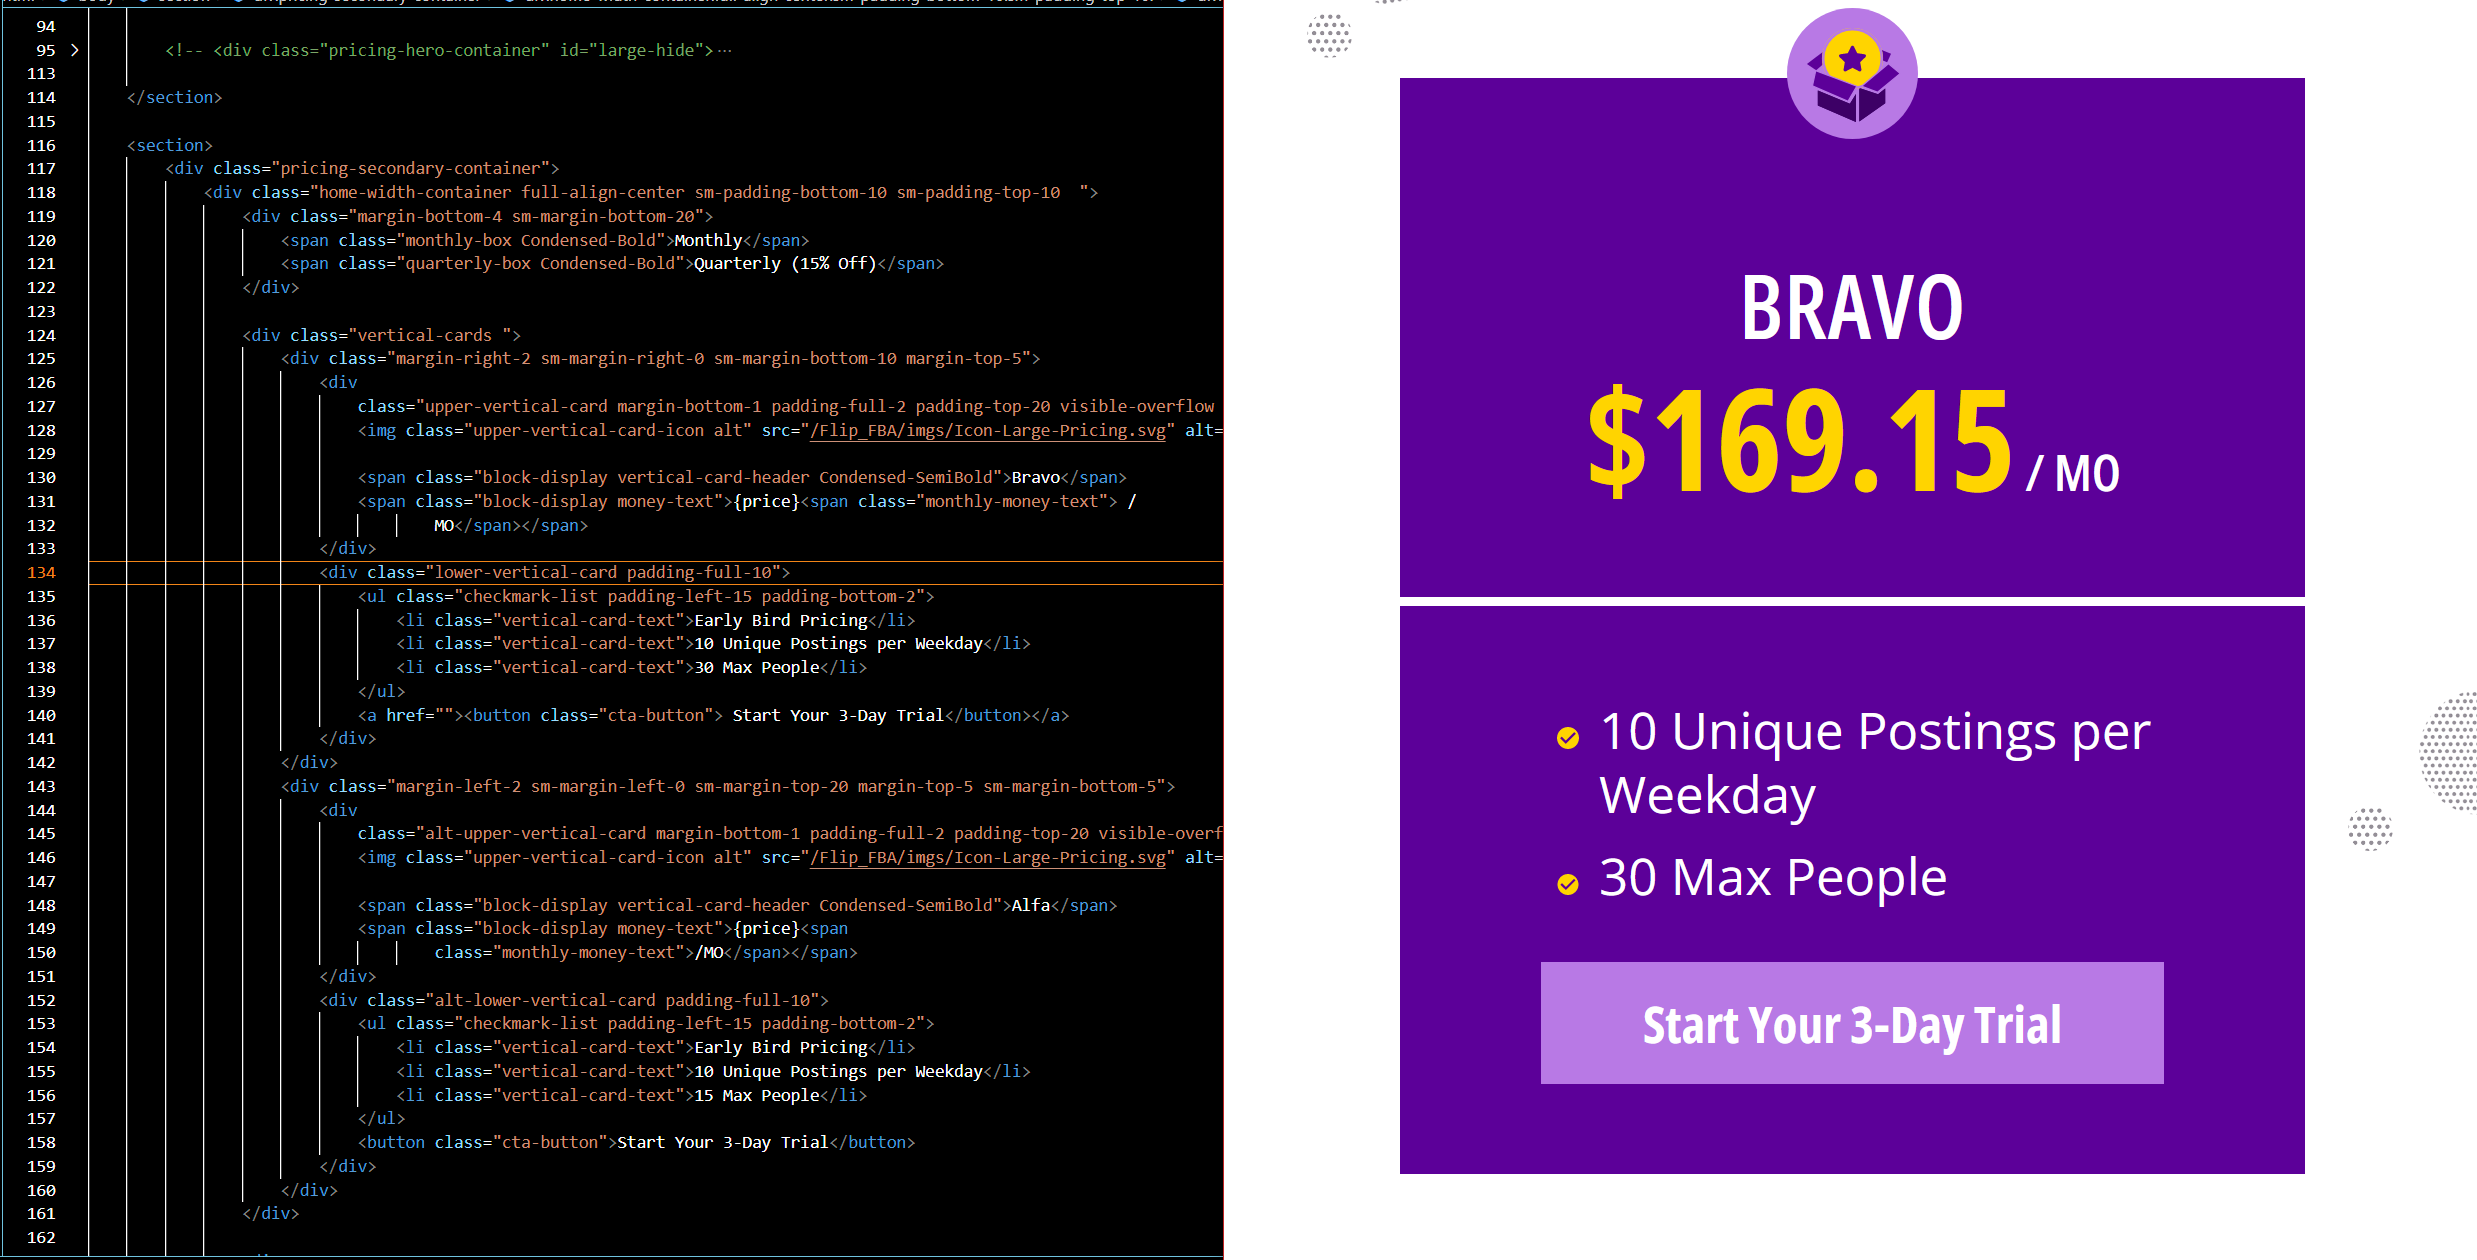 94
95 > <!-- <div class="pricing-hero-container" id="large-hide">···
113
114 </section>
115
116 <section>
117 <div class="pricing-secondary-container">
118 <div class="home-width-container full-align-center sm-padding-bottom-10 sm-padding-top-10  ">
119 <div class="margin-bottom-4 sm-margin-bottom-20">
120 <span class="monthly-box Condensed-Bold">Monthly</span>
121 <span class="quarterly-box Condensed-Bold">Quarterly (15% Off)</span>
122 </div>
123
124 <div class="vertical-cards ">
125 <div class="margin-right-2 sm-margin-right-0 sm-margin-bottom-10 margin-top-5">
126 <div
127 class="upper-vertical-card margin-bottom-1 padding-full-2 padding-top-20 visible-overflow
128 <img class="upper-vertical-card-icon alt" src="/Flip_FBA/imgs/Icon-Large-Pricing.svg" alt=
129
130 <span class="block-display vertical-card-header Condensed-SemiBold">Bravo</span>
131 <span class="block-display money-text">{price}<span class="monthly-money-text"> /
132 MO</span></span>
133 </div>
134 <div class="lower-vertical-card padding-full-10">
135 <ul class="checkmark-list padding-left-15 padding-bottom-2">
136 <li class="vertical-card-text">Early Bird Pricing</li>
137 <li class="vertical-card-text">10 Unique Postings per Weekday</li>
138 <li class="vertical-card-text">30 Max People</li>
139 </ul>
140 <a href=""><button class="cta-button"> Start Your 3-Day Trial</button></a>
141 </div>
142 </div>
143 <div class="margin-left-2 sm-margin-left-0 sm-margin-top-20 margin-top-5 sm-margin-bottom-5">
144 <div
145 class="alt-upper-vertical-card margin-bottom-1 padding-full-2 padding-top-20 visible-overf
146 <img class="upper-vertical-card-icon alt" src="/Flip_FBA/imgs/Icon-Large-Pricing.svg" alt=
147
148 <span class="block-display vertical-card-header Condensed-SemiBold">Alfa</span>
149 <span class="block-display money-text">{price}<span
150 class="monthly-money-text">/MO</span></span>
151 </div>
152 <div class="alt-lower-vertical-card padding-full-10">
153 <ul class="checkmark-list padding-left-15 padding-bottom-2">
154 <li class="vertical-card-text">Early Bird Pricing</li>
155 <li class="vertical-card-text">10 Unique Postings per Weekday</li>
156 <li class="vertical-card-text">15 Max People</li>
157 </ul>
158 <button class="cta-button">Start Your 3-Day Trial</button>
159 </div>
160 </div>
161 </div>
162
BRAVO
$169.15 / MO
10 Unique Postings per
Weekday
30 Max People
Start Your 3-Day Trial